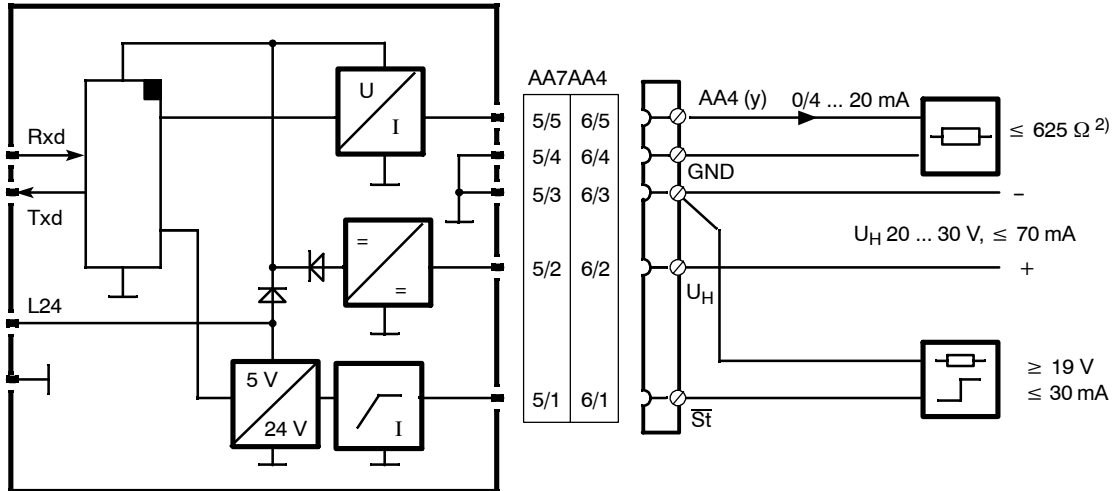 U
I
AA7 AA4
AA4 (y) 0/4 ... 20 mA
5/5 6/5
≤ 625 Ω 2)
Rxd
5/4 6/4
GND
5/3 6/3
–
Txd
U_H 20 ... 30 V, ≤ 70 mA
=
=
5/2 6/2
+
U_H
L24
5 V
24 V
I
5/1 6/1
≥ 19 V
≤ 30 mA
S̅t̅